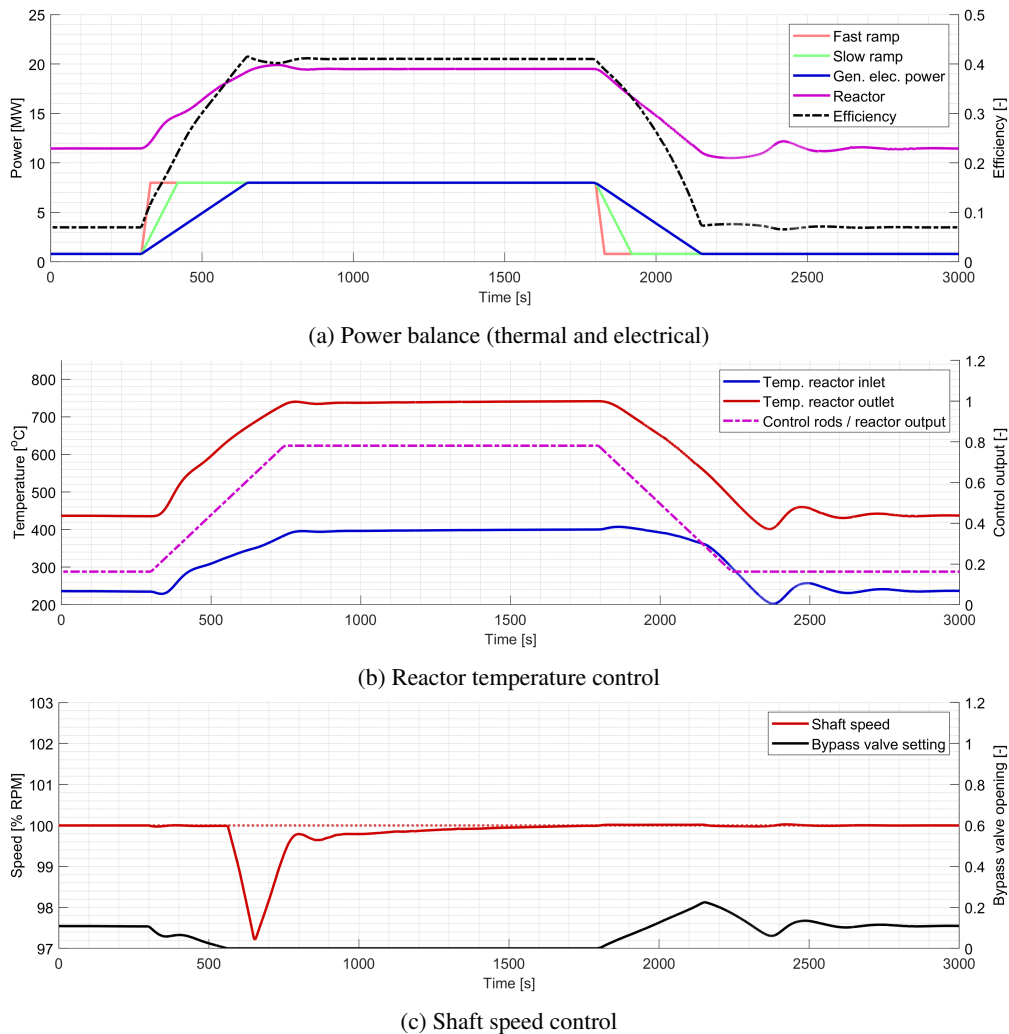 25
20
15
10
5
0
Power [MW]
0.5
0.4
0.3
0.2
0.1
0
Efficiency [-]
Fast ramp
Slow ramp
Gen. elec. power
Reactor
Efficiency
0 500 1000 1500 2000 2500 3000
Time [s]
(a) Power balance (thermal and electrical)
800
700
600
500
400
300
200
Temperature [°C]
1.2
1
0.8
0.6
0.4
0.2
0
Control output [-]
Temp. reactor inlet
Temp. reactor outlet
Control rods / reactor output
0 500 1000 1500 2000 2500 3000
Time [s]
(b) Reactor temperature control
103
102
101
100
99
98
97
Speed [% RPM]
1.2
1
0.8
0.6
0.4
0.2
0
Bypass valve opening [-]
Shaft speed
Bypass valve setting
0 500 1000 1500 2000 2500 3000
Time [s]
(c) Shaft speed control